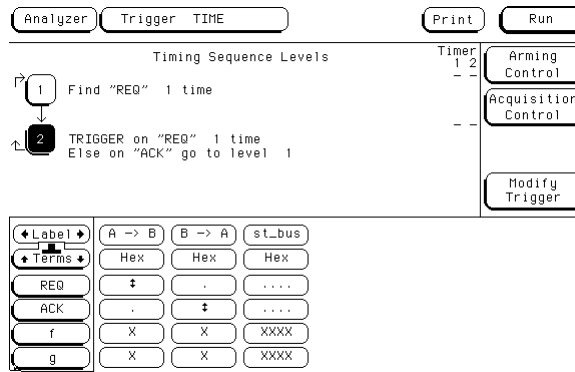 Analyzer Trigger TIME Print Run
Timing Sequence Levels
Timer
1 2
Arming
Control
1 Find "REQ" 1 time
- -
Acquisition
Control
2 TRIGGER on "REQ" 1 time
- -
Else on "ACK" go to level 1
Modify
Trigger
Label A -> B B -> A st_bus
Terms Hex Hex Hex
REQ ↕ . ....
ACK . ↕ ....
f X X XXXX
g X X XXXX